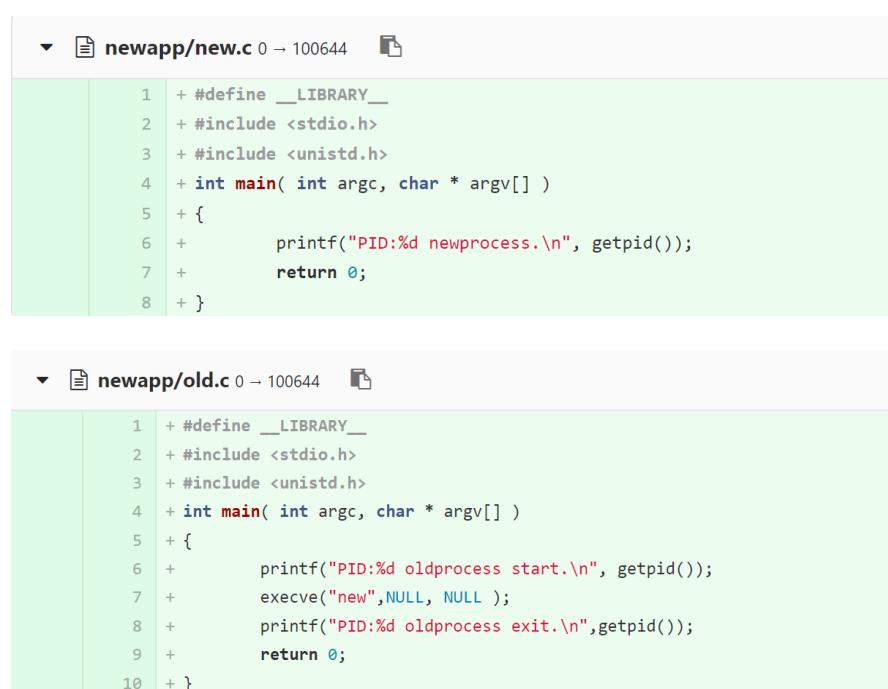 newapp/new.c 0 → 100644
1 + #define __LIBRARY__
2 + #include <stdio.h>
3 + #include <unistd.h>
4 + int main( int argc, char * argv[] )
5 + {
6 +         printf("PID:%d newprocess.\n", getpid());
7 +         return 0;
8 + }
newapp/old.c 0 → 100644
1 + #define __LIBRARY__
2 + #include <stdio.h>
3 + #include <unistd.h>
4 + int main( int argc, char * argv[] )
5 + {
6 +         printf("PID:%d oldprocess start.\n", getpid());
7 +         execve("new",NULL, NULL );
8 +         printf("PID:%d oldprocess exit.\n",getpid());
9 +         return 0;
10 + }